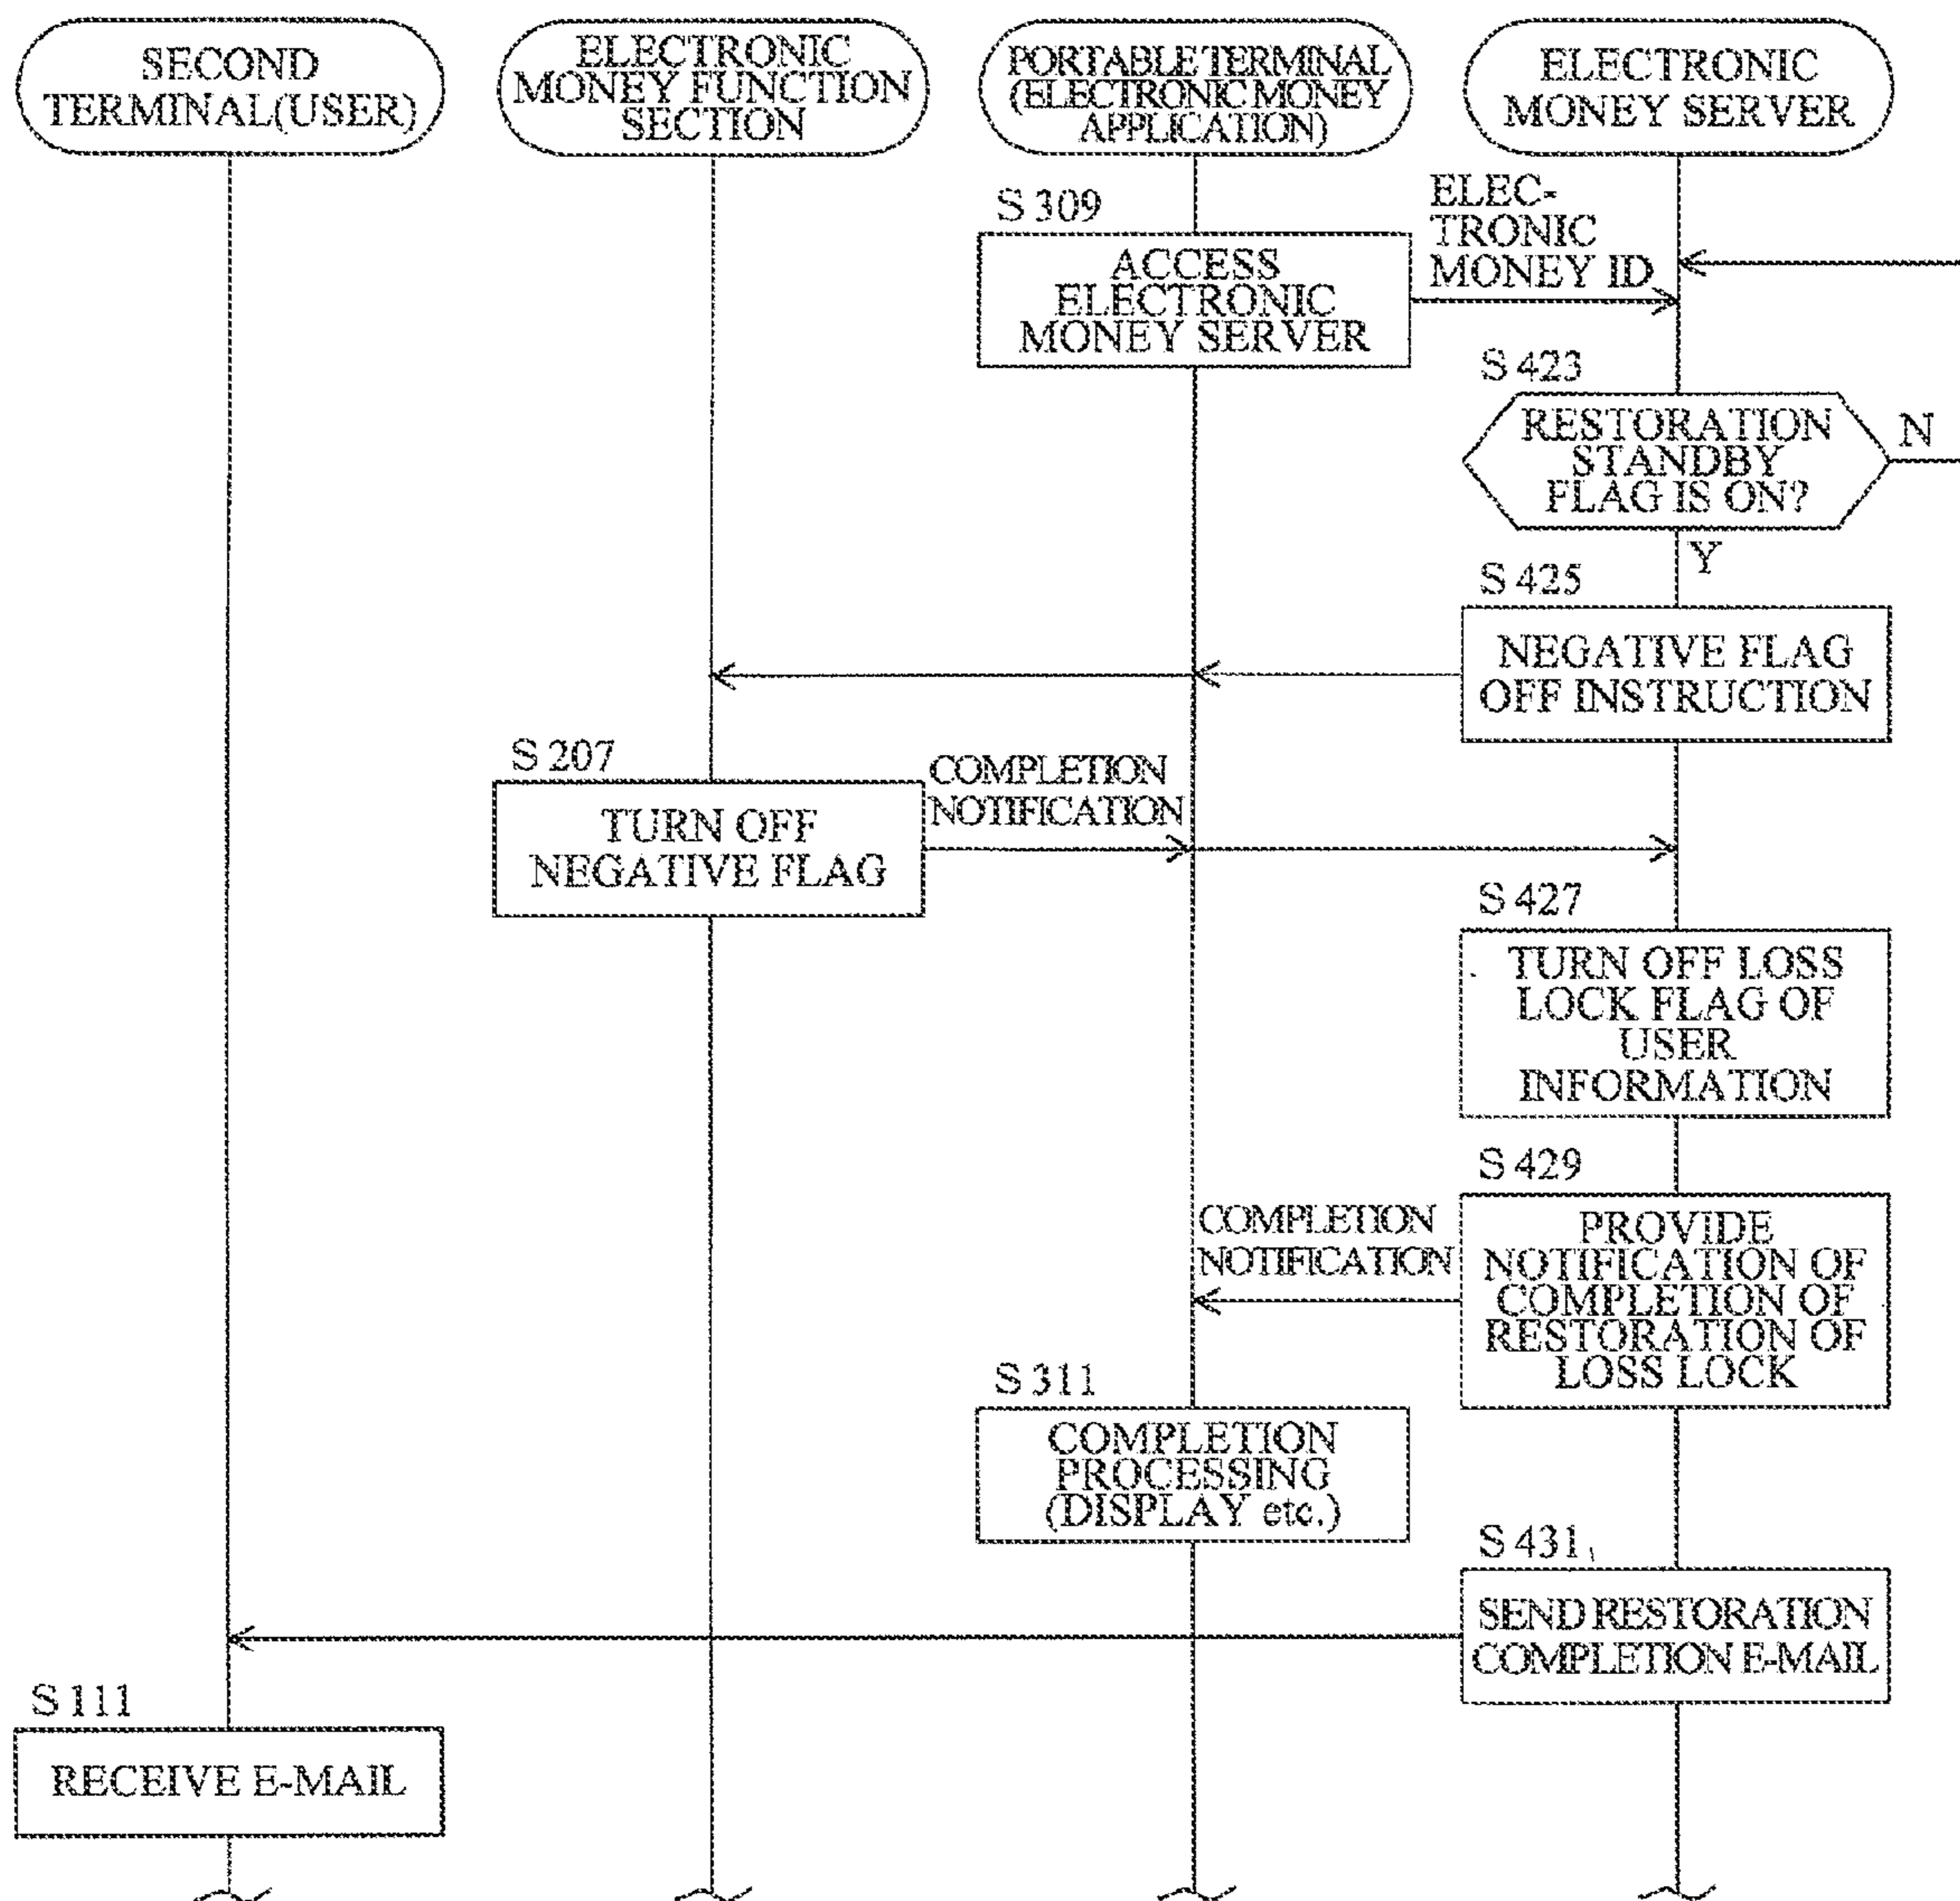 SECOND
TERMINAL(USER)
ELECTRONIC
MONEY FUNCTION
SECTION
PORTABLE TERMINAL
(ELECTRONIC MONEY
APPLICATION)
ELECTRONIC
MONEY SERVER
S 309
ACCESS
ELECTRONIC
MONEY SERVER
ELEC-
TRONIC
MONEY ID
S 423
RESTORATION
STANDBY
FLAG IS ON?
N
Y
S 425
NEGATIVE FLAG
OFF INSTRUCTION
S 207
TURN OFF
NEGATIVE FLAG
COMPLETION
NOTIFICATION
S 427
TURN OFF LOSS
LOCK FLAG OF
USER
INFORMATION
S 429
PROVIDE
NOTIFICATION OF
COMPLETION OF
RESTORATION OF
LOSS LOCK
COMPLETION
NOTIFICATION
S 311
COMPLETION
PROCESSING
(DISPLAY etc.)
S 431
SEND RESTORATION
COMPLETION E-MAIL
S 111
RECEIVE E-MAIL